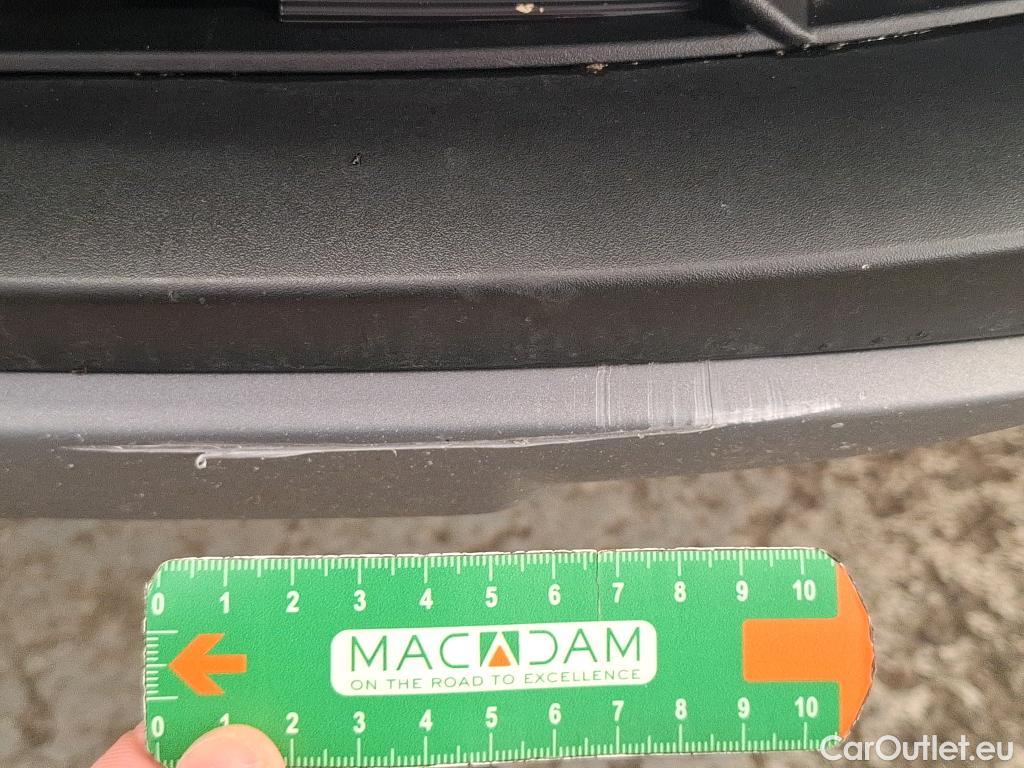 0 1 2 3 4 5 6 7 8 9 10
MACADAM
ON THE ROAD TO EXCELLENCE
0 1 2 3 4 5 6 7 8 9 10
CarOutlet.eu